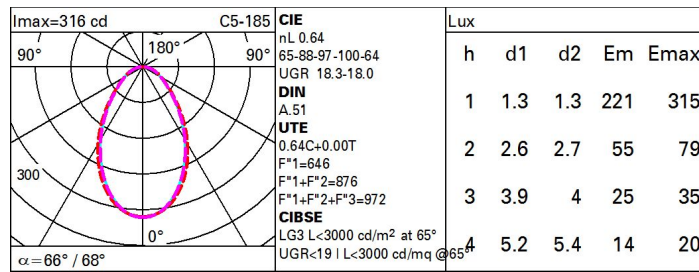 Imax=316 cd C5-185
90° 180° 90°
300
0°
α=66° / 68°
CIE
nL 0.64
65-88-97-100-64
UGR 18.3-18.0
DIN
A.51
UTE
0.64C+0.00T
F"1=646
F"1+F"2=876
F"1+F"2+F"3=972
CIBSE
LG3 L<3000 cd/m² at 65°
UGR<19 | L<3000 cd/mq @65°
Lux
h d1 d2 Em Emax
1 1.3 1.3 221 315
2 2.6 2.7 55 79
3 3.9 4 25 35
4 5.2 5.4 14 20